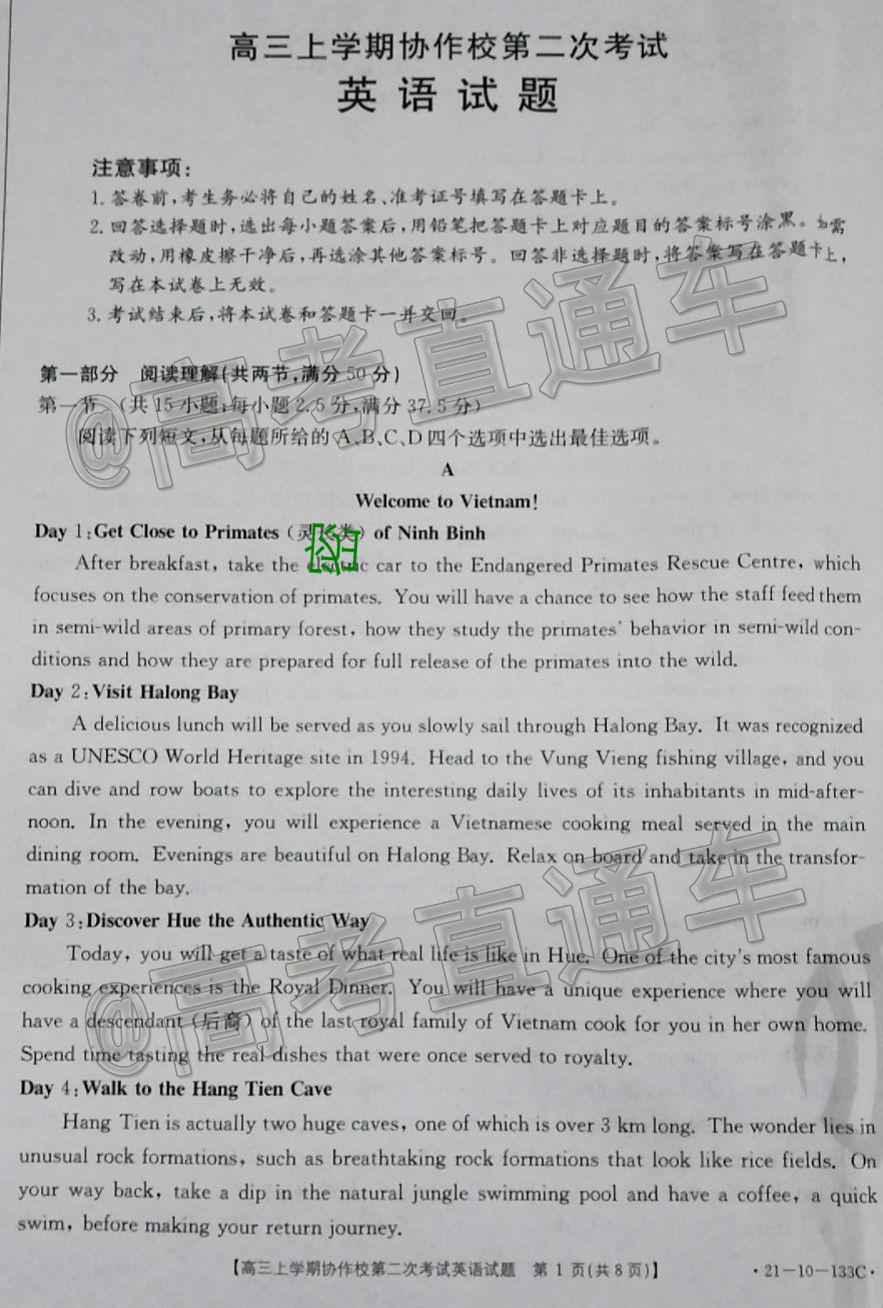 高三上学期协作校第二次考试
英语试题
注意事项:
1. 答卷前,考生务必将自己的姓名、准考证号填写在答题卡上。
2. 回答选择题时,选出每小题答案后,用铅笔把答题卡上对应题目的答案标号涂黑。如需
改动,用橡皮擦干净后,再选涂其他答案标号。回答非选择题时,将答案写在答题卡上,
写在本试卷上无效。
3. 考试结束后,将本试卷和答题卡一并交回。
第一部分 阅读理解(共两节,满分50分)
第一节 (共15小题;每小题2.5分,满分37.5分)
阅读下列短文,从每题所给的A、B、C、D四个选项中选出最佳选项。
A
Welcome to Vietnam!
Day 1:Get Close to Primates(灵 类) of Ninh Binh
After breakfast, take the car to the Endangered Primates Rescue Centre, which
focuses on the conservation of primates. You will have a chance to see how the staff feed them
in semi-wild areas of primary forest, how they study the primates' behavior in semi-wild con-
ditions and how they are prepared for full release of the primates into the wild.
Day 2:Visit Halong Bay
A delicious lunch will be served as you slowly sail through Halong Bay. It was recognized
as a UNESCO World Heritage site in 1994. Head to the Vung Vieng fishing village, and you
can dive and row boats to explore the interesting daily lives of its inhabitants in mid-after-
noon. In the evening, you will experience a Vietnamese cooking meal served in the main
dining room. Evenings are beautiful on Halong Bay. Relax on board and take in the transfor-
mation of the bay.
Day 3:Discover Hue the Authentic Way
Today, you will get a taste of what real life is like in Hue. One of the city's most famous
cooking experiences is the Royal Dinner. You will have a unique experience where you will
have a descendant(后裔) of the last royal family of Vietnam cook for you in her own home.
Spend time tasting the real dishes that were once served to royalty.
Day 4:Walk to the Hang Tien Cave
Hang Tien is actually two huge caves, one of which is over 3 km long. The wonder lies in
unusual rock formations, such as breathtaking rock formations that look like rice fields. On
your way back, take a dip in the natural jungle swimming pool and have a coffee, a quick
swim, before making your return journey.
【高三上学期协作校第二次考试英语试题 第1页(共8页)】 ·21-10-133C·
@高考直通车
@高考直通车